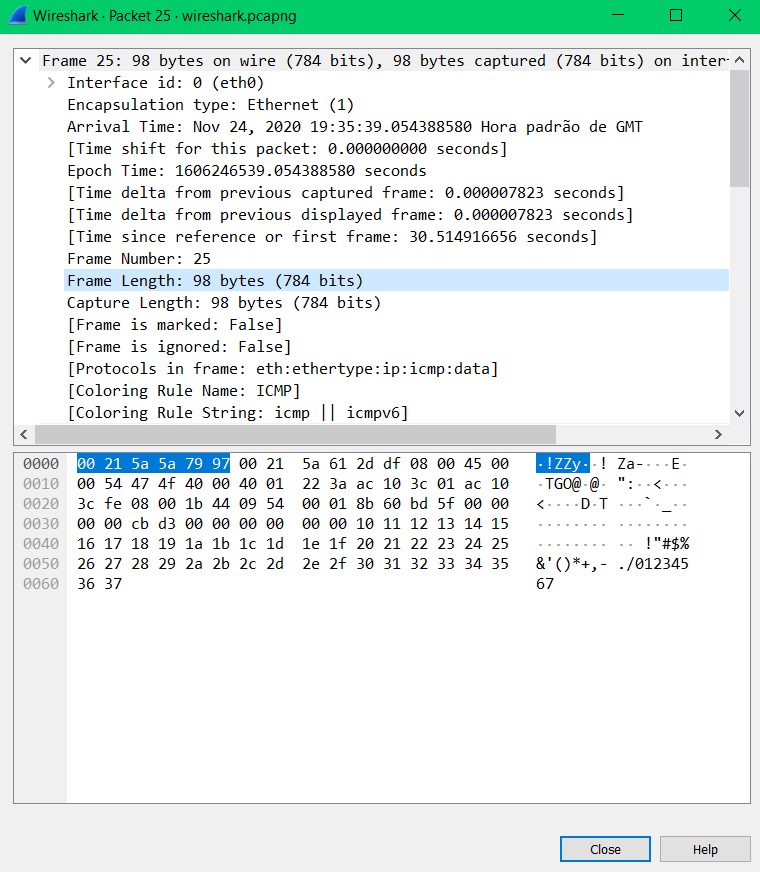 Wireshark · Packet 25 · wireshark.pcapng
Frame 25: 98 bytes on wire (784 bits), 98 bytes captured (784 bits) on inter
Interface id: 0 (eth0)
Encapsulation type: Ethernet (1)
Arrival Time: Nov 24, 2020 19:35:39.054388580 Hora padrão de GMT
[Time shift for this packet: 0.000000000 seconds]
Epoch Time: 1606246539.054388580 seconds
[Time delta from previous captured frame: 0.000007823 seconds]
[Time delta from previous displayed frame: 0.000007823 seconds]
[Time since reference or first frame: 30.514916656 seconds]
Frame Number: 25
Frame Length: 98 bytes (784 bits)
Capture Length: 98 bytes (784 bits)
[Frame is marked: False]
[Frame is ignored: False]
[Protocols in frame: eth:ethertype:ip:icmp:data]
[Coloring Rule Name: ICMP]
[Coloring Rule String: icmp || icmpv6]
0000 00 21 5a 5a 79 97 00 21 5a 61 2d df 08 00 45 00 ·!ZZy··! Za-···E·
0010 00 54 47 4f 40 00 40 01 22 3a ac 10 3c 01 ac 10 ·TGO@·@· ":··<···
0020 3c fe 08 00 1b 44 09 54 00 01 8b 60 bd 5f 00 00 <····D·T ···`·_··
0030 00 00 cb d3 00 00 00 00 00 00 10 11 12 13 14 15 ········ ········
0040 16 17 18 19 1a 1b 1c 1d 1e 1f 20 21 22 23 24 25 ········ ·· !"#$%
0050 26 27 28 29 2a 2b 2c 2d 2e 2f 30 31 32 33 34 35 &'()*+,- ./012345
0060 36 37 67
Close
Help